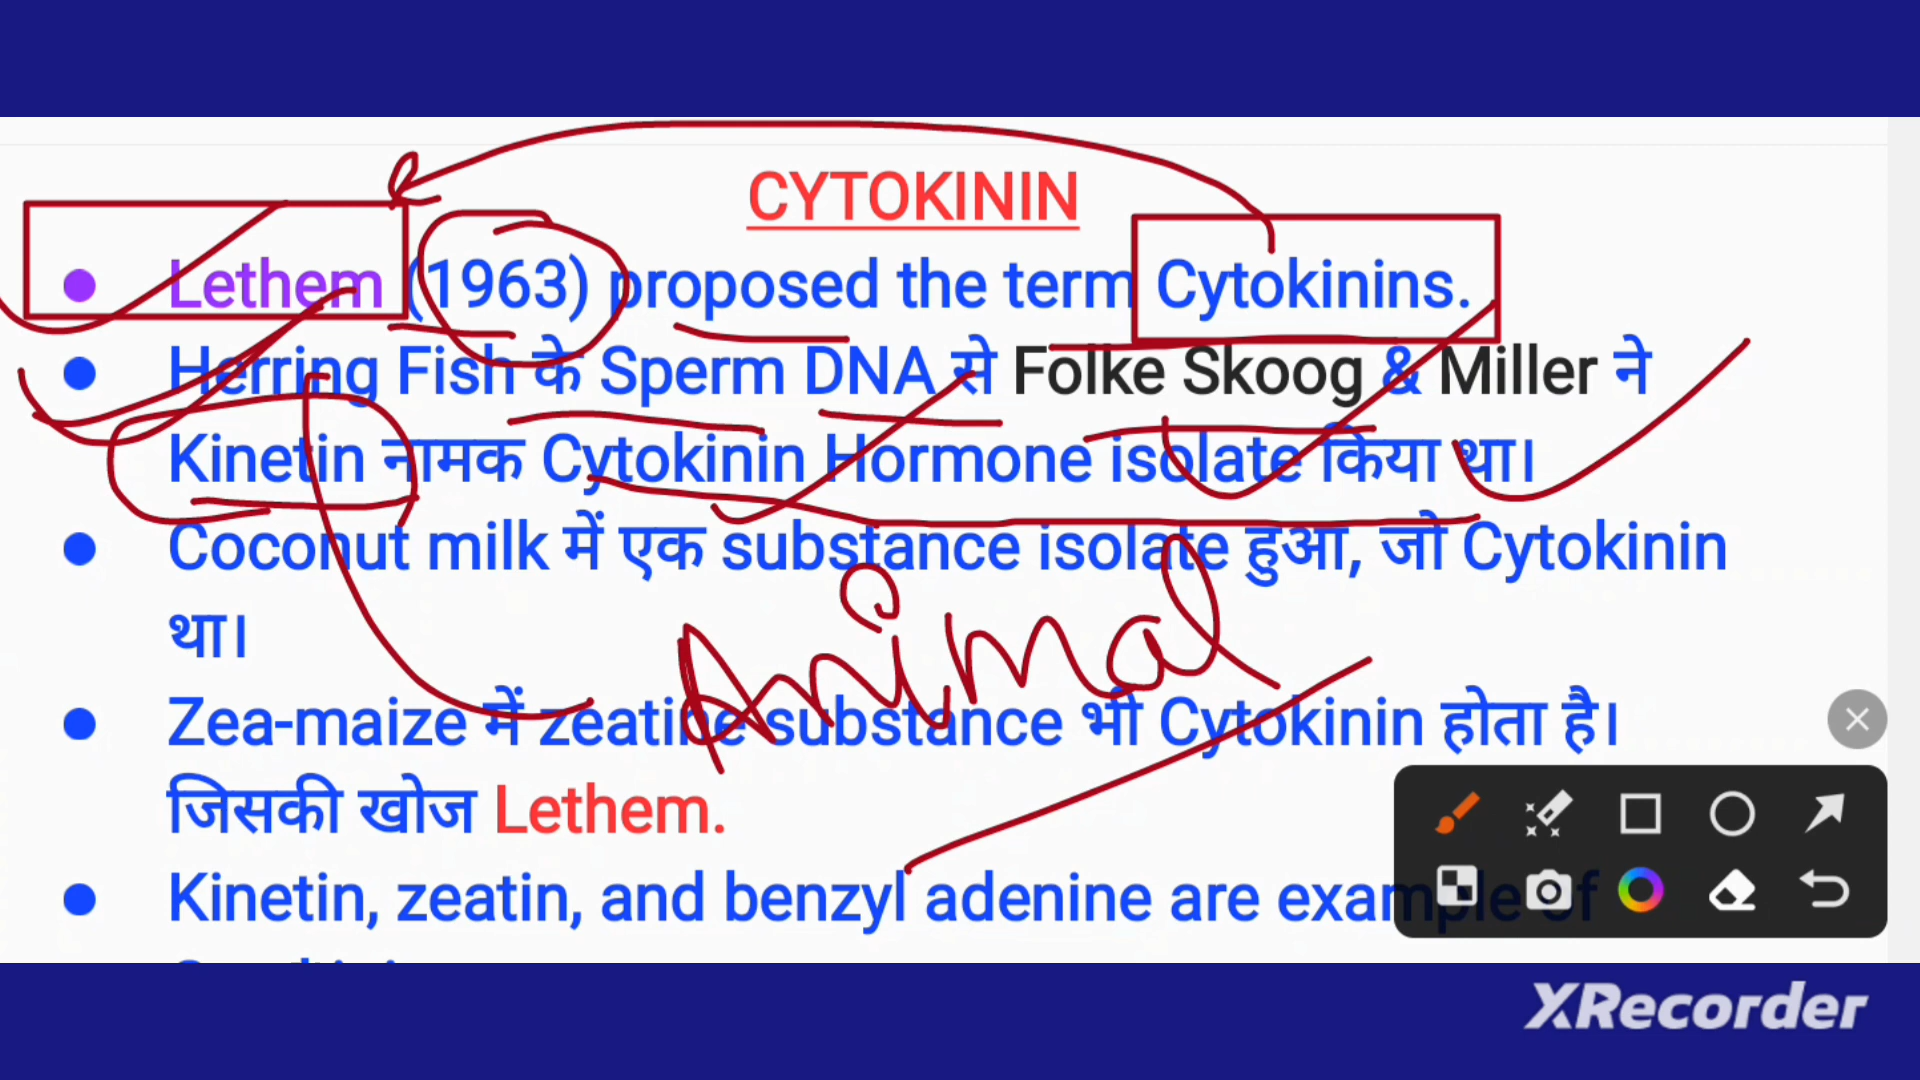 CYTOKININ
Lethem (1963) proposed the term Cytokinins.
Herring Fish के Sperm DNA से Folke Skoog & Miller ने
Kinetin नामक Cytokinin Hormone isolate किया था।
Coconut milk में एक substance isolate हुआ, जो Cytokinin
था।
Animal
Zea-maize में zeatine substance भी Cytokinin होता है।
जिसकी खोज Lethem.
Kinetin, zeatin, and benzyl adenine are example of
XRecorder